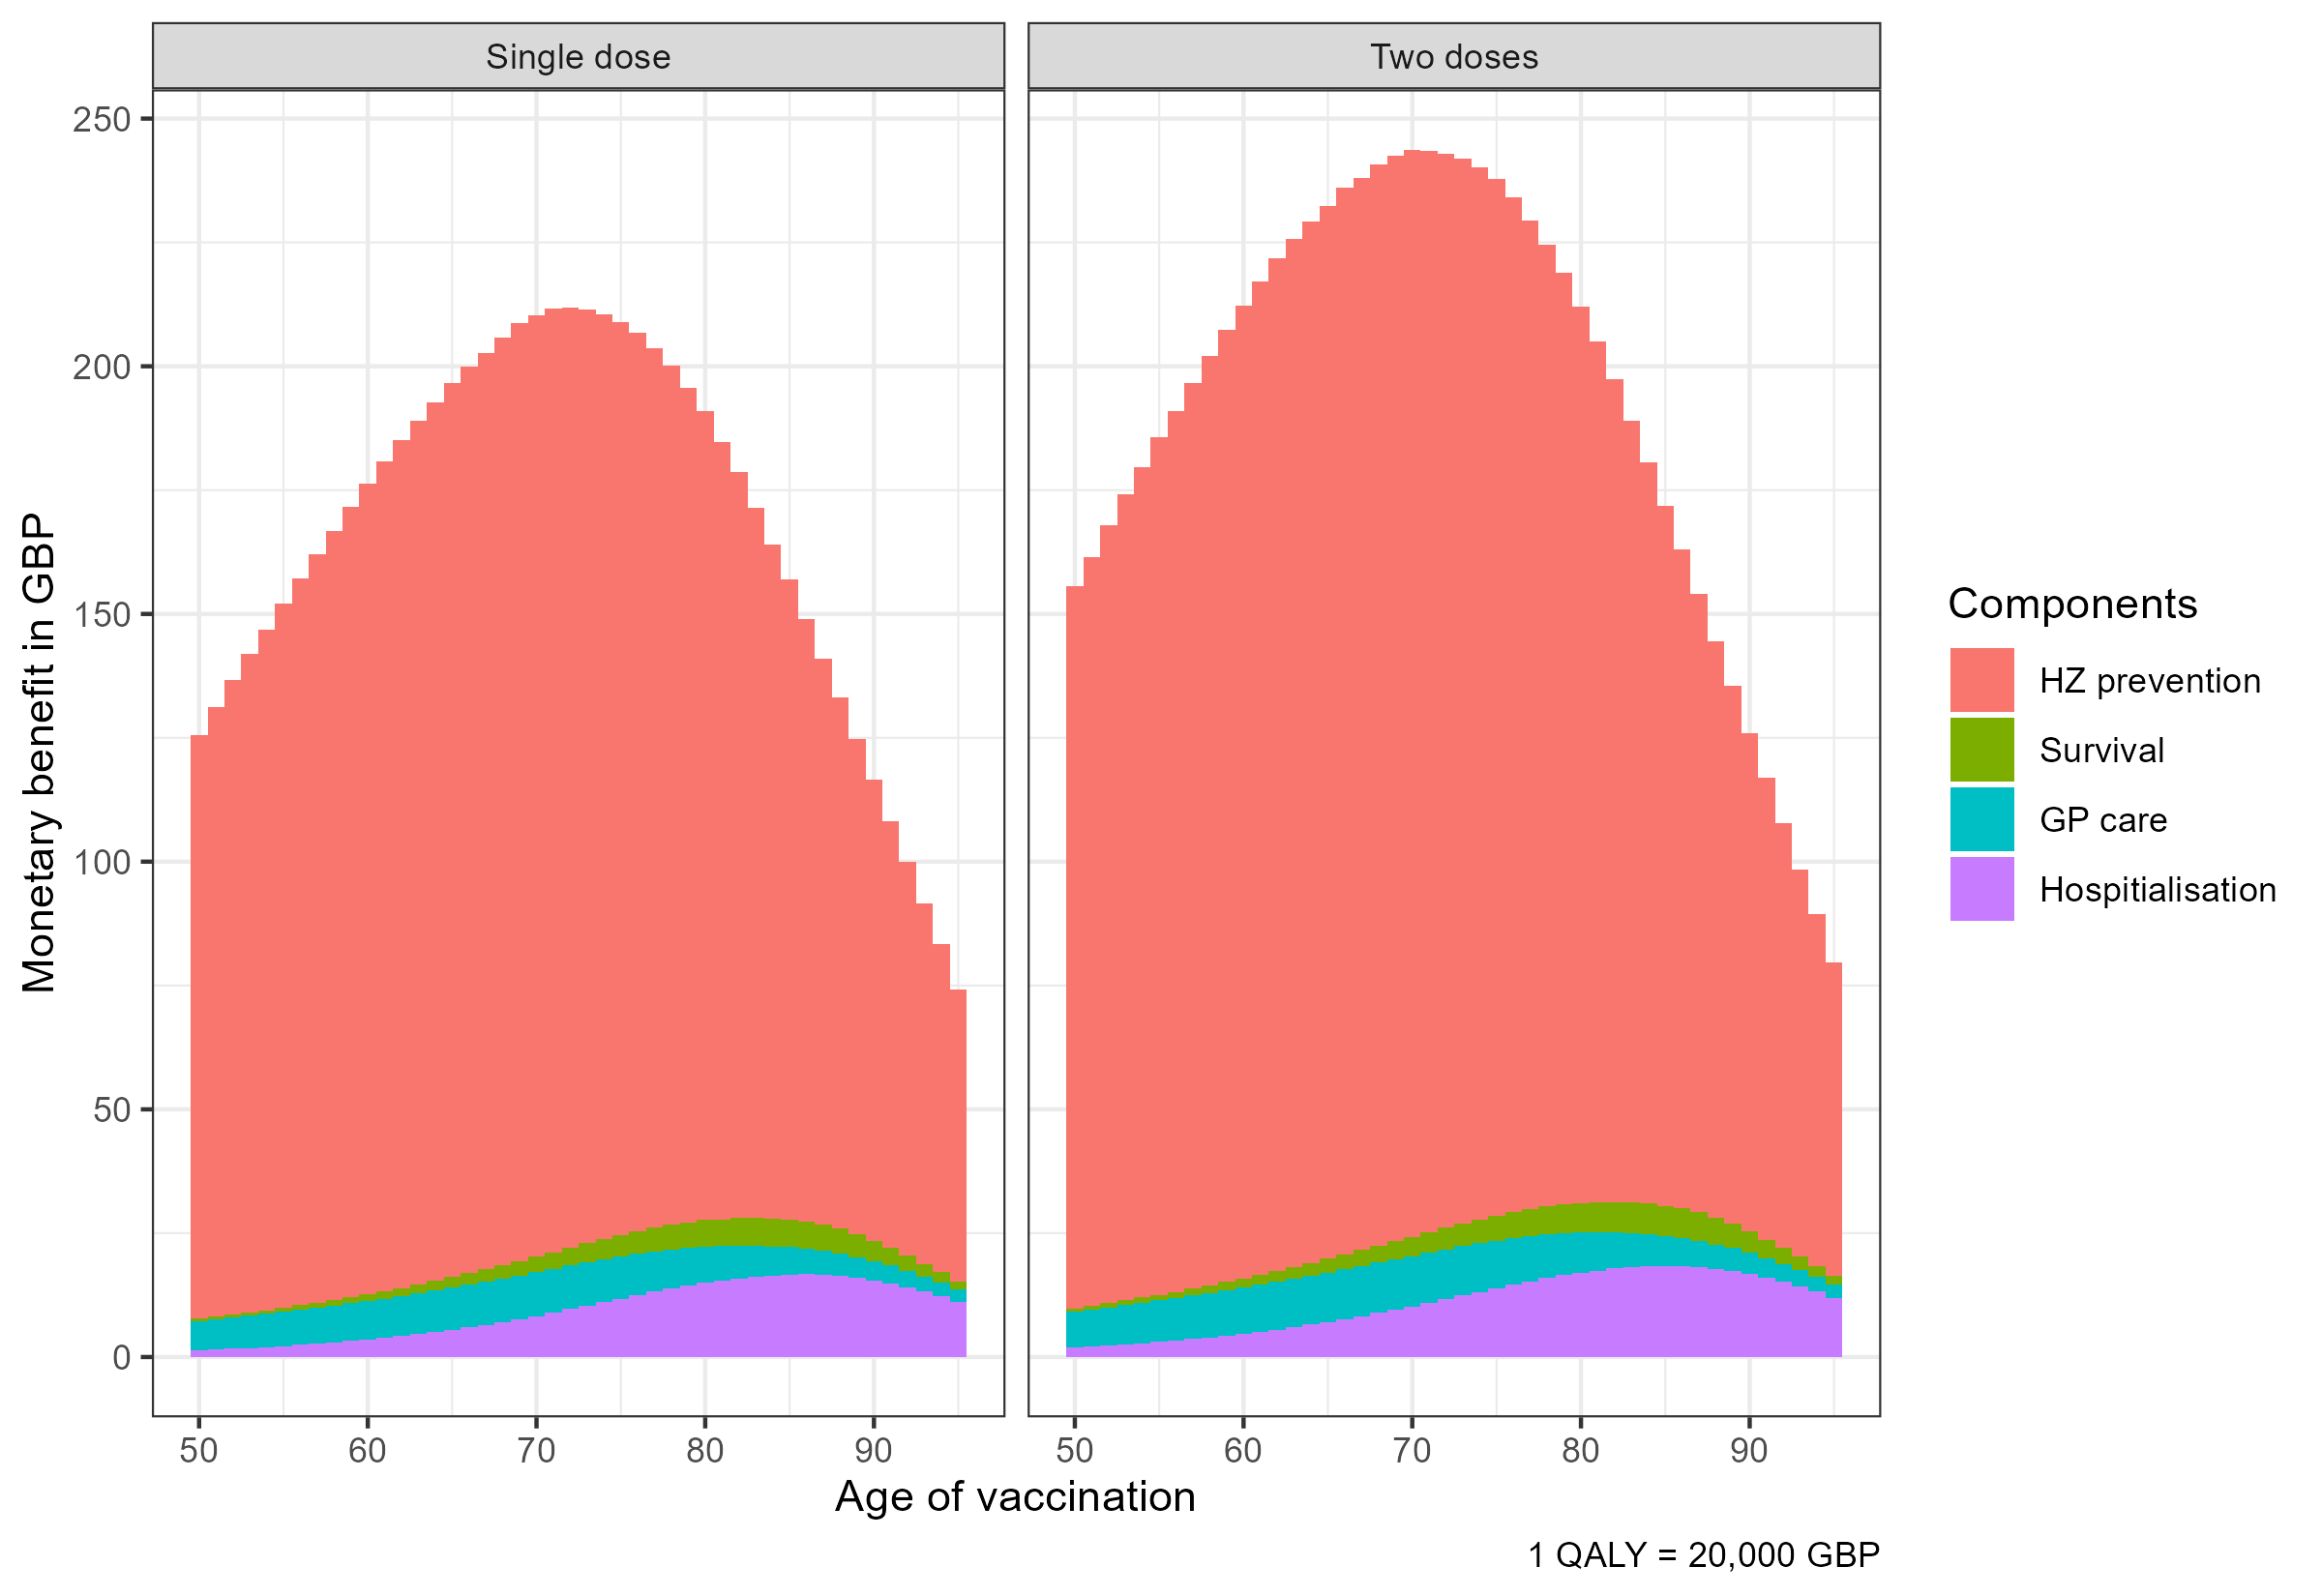 Single dose
Two doses
250
200
150
100
50
0
Monetary benefit in GBP
50 60 70 80 90
50 60 70 80 90
Age of vaccination
1 QALY = 20,000 GBP
Components
HZ prevention
Survival
GP care
Hospitialisation